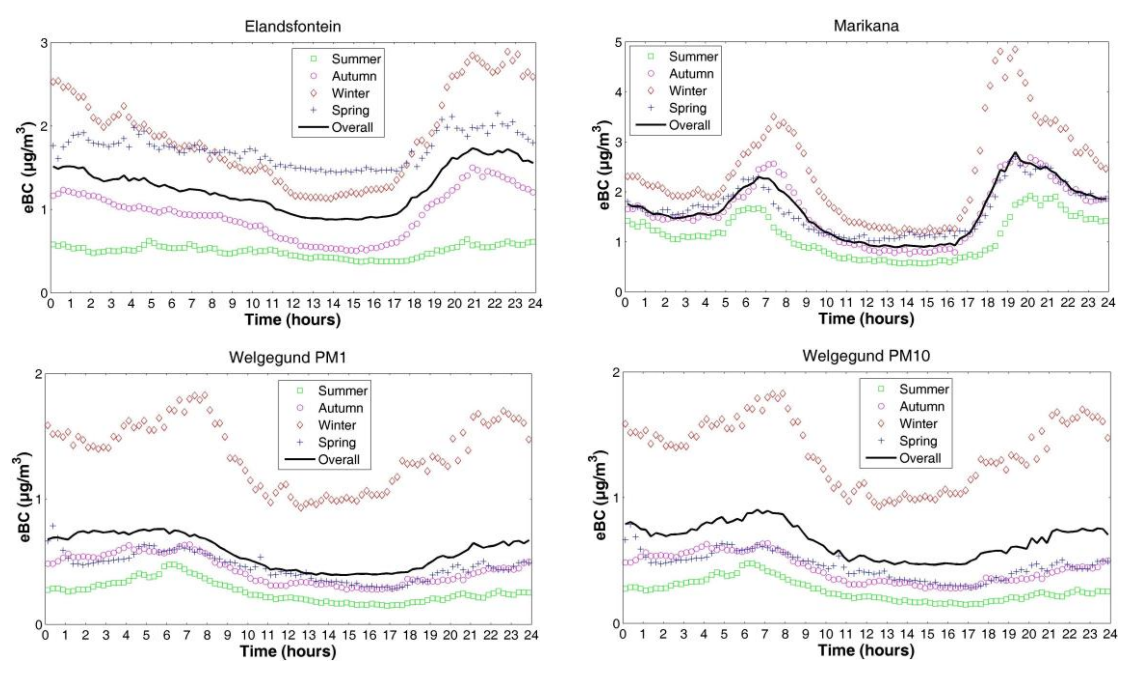 Elandsfontein
3
2
1
0
eBC (µg/m³)
Summer
Autumn
Winter
Spring
Overall
0 1 2 3 4 5 6 7 8 9 10 11 12 13 14 15 16 17 18 19 20 21 22 23 24
Time (hours)
Marikana
5
4
3
2
1
0
eBC (µg/m³)
Summer
Autumn
Winter
Spring
Overall
0 1 2 3 4 5 6 7 8 9 10 11 12 13 14 15 16 17 18 19 20 21 22 23 24
Time (hours)
Welgegund PM1
2
1
0
eBC (µg/m³)
Summer
Autumn
Winter
Spring
Overall
0 1 2 3 4 5 6 7 8 9 10 11 12 13 14 15 16 17 18 19 20 21 22 23 24
Time (hours)
Welgegund PM10
2
1
0
eBC (µg/m³)
Summer
Autumn
Winter
Spring
Overall
0 1 2 3 4 5 6 7 8 9 10 11 12 13 14 15 16 17 18 19 20 21 22 23 24
Time (hours)